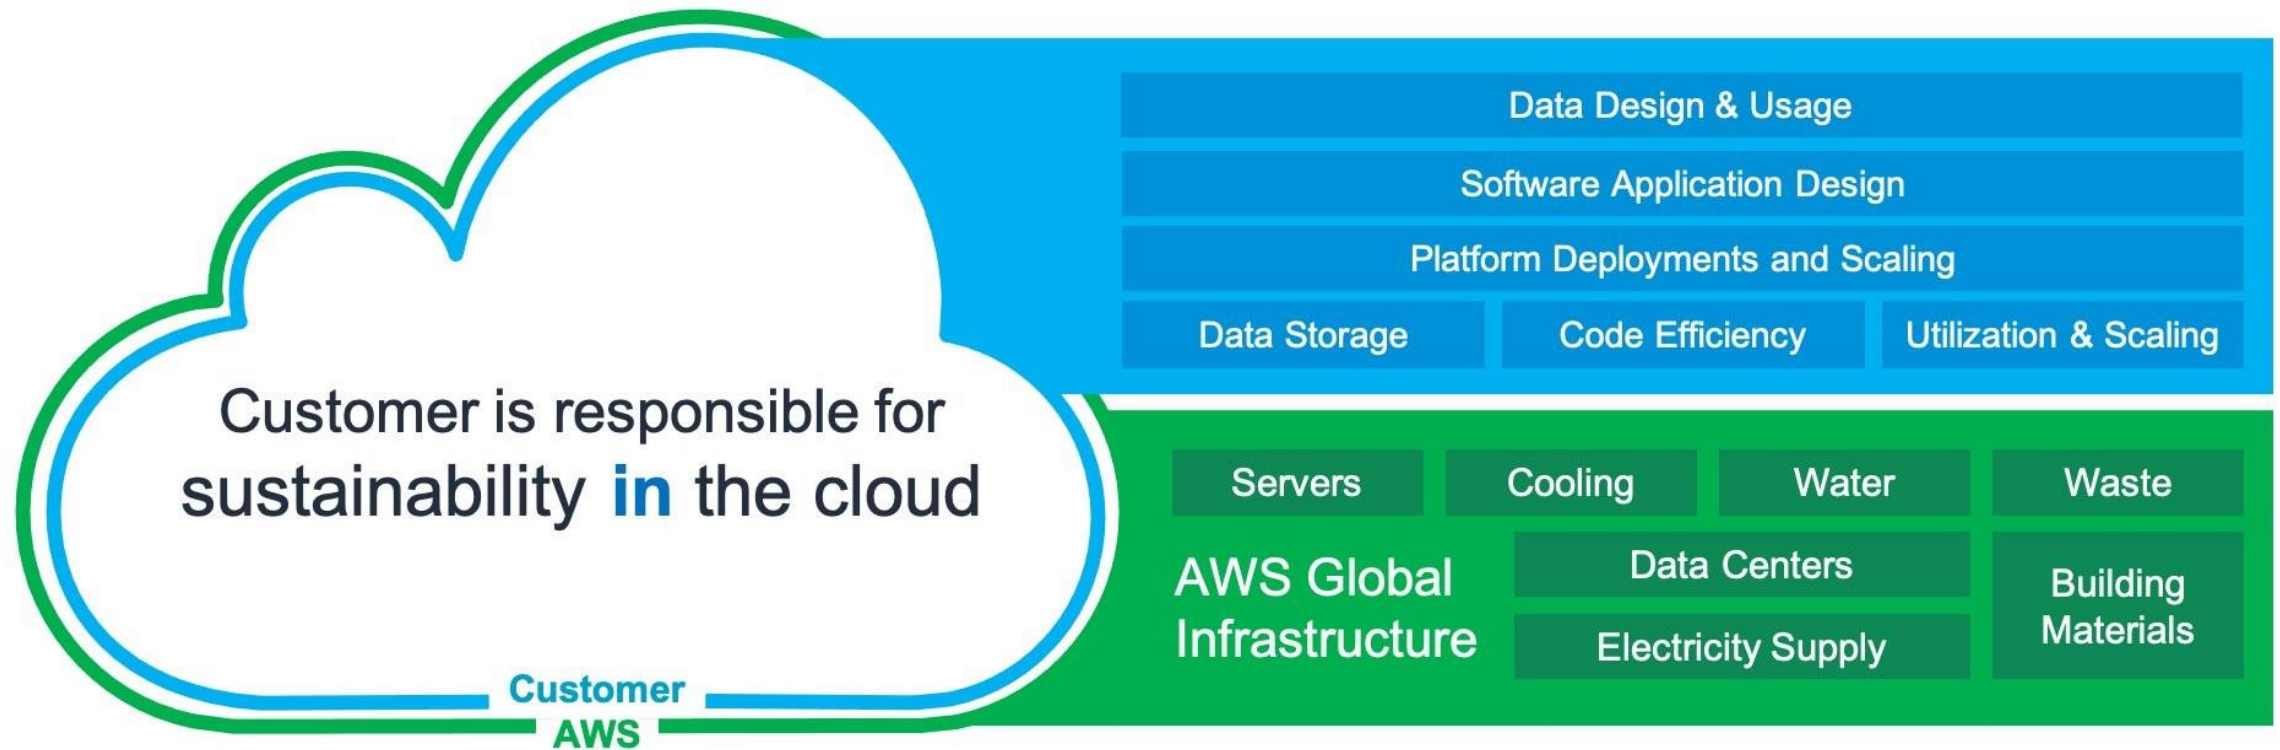 Data Design & Usage
Software Application Design
Platform Deployments and Scaling
Data Storage
Code Efficiency
Utilization & Scaling
Customer is responsible for
sustainability in the cloud
Servers
Cooling
Water
Waste
AWS Global
Infrastructure
Data Centers
Electricity Supply
Building
Materials
Customer
AWS